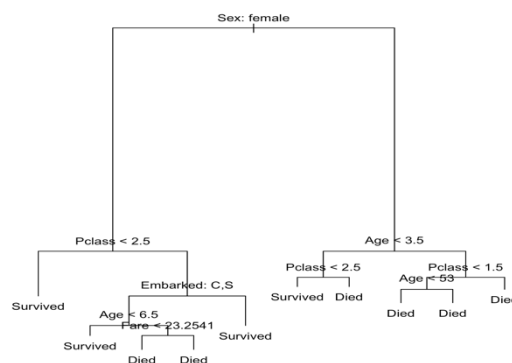 Sex: female
Pclass < 2.5
Age < 3.5
Pclass < 2.5
Pclass < 1.5
Age < 53
Embarked: C,S
Survived
Survived
Died
Died
Died
Died
Age < 6.5
Fare < 23.2541
Survived
Survived
Died
Died